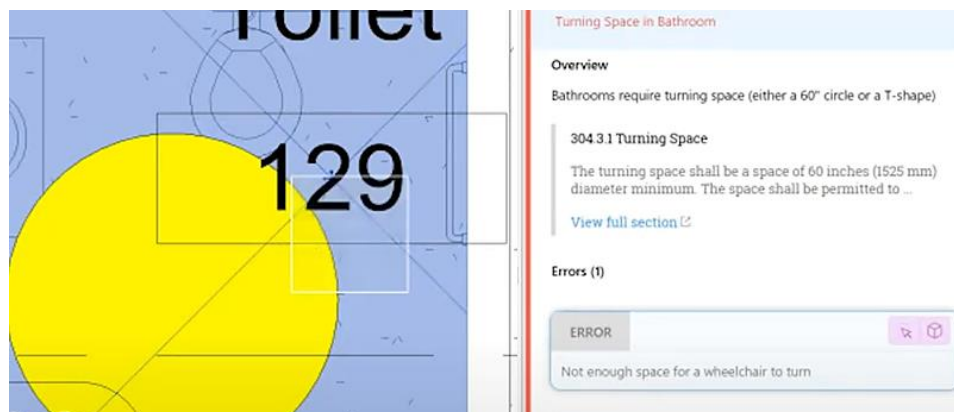 Toilet
129
Turning Space in Bathroom
Overview
Bathrooms require turning space (either a 60" circle or a T-shape)
304.3.1 Turning Space
The turning space shall be a space of 60 inches (1525 mm)
diameter minimum. The space shall be permitted to ...
View full section
Errors (1)
ERROR
Not enough space for a wheelchair to turn